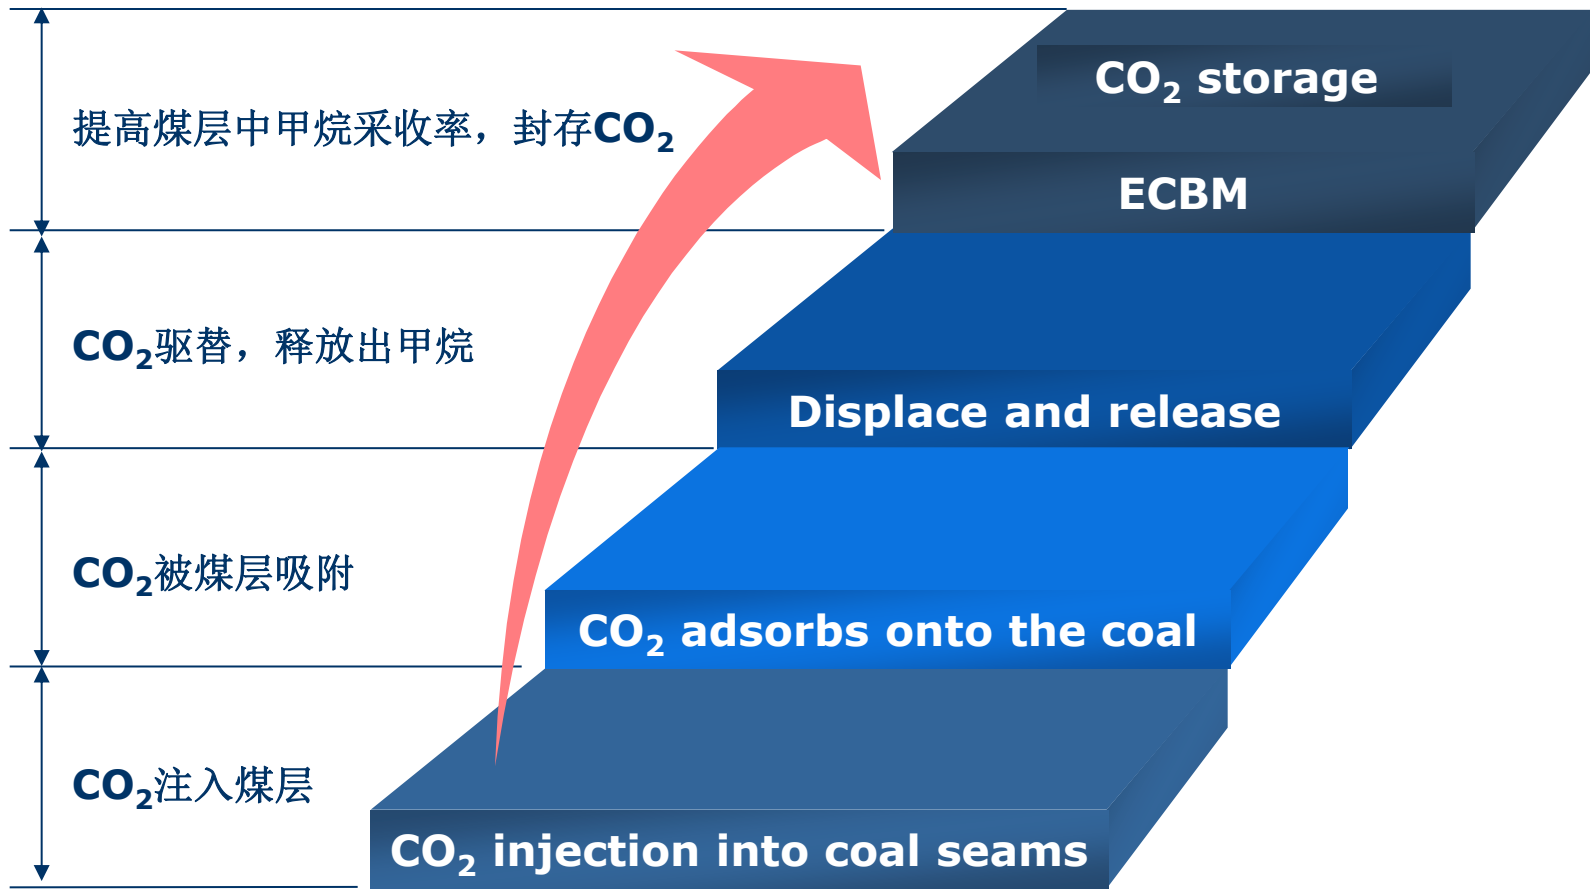 CO₂ storage
提高煤层中甲烷采收率，封存CO₂
ECBM
CO₂驱替，释放出甲烷
Displace and release
CO₂被煤层吸附
CO₂ adsorbs onto the coal
CO₂注入煤层
CO₂ injection into coal seams